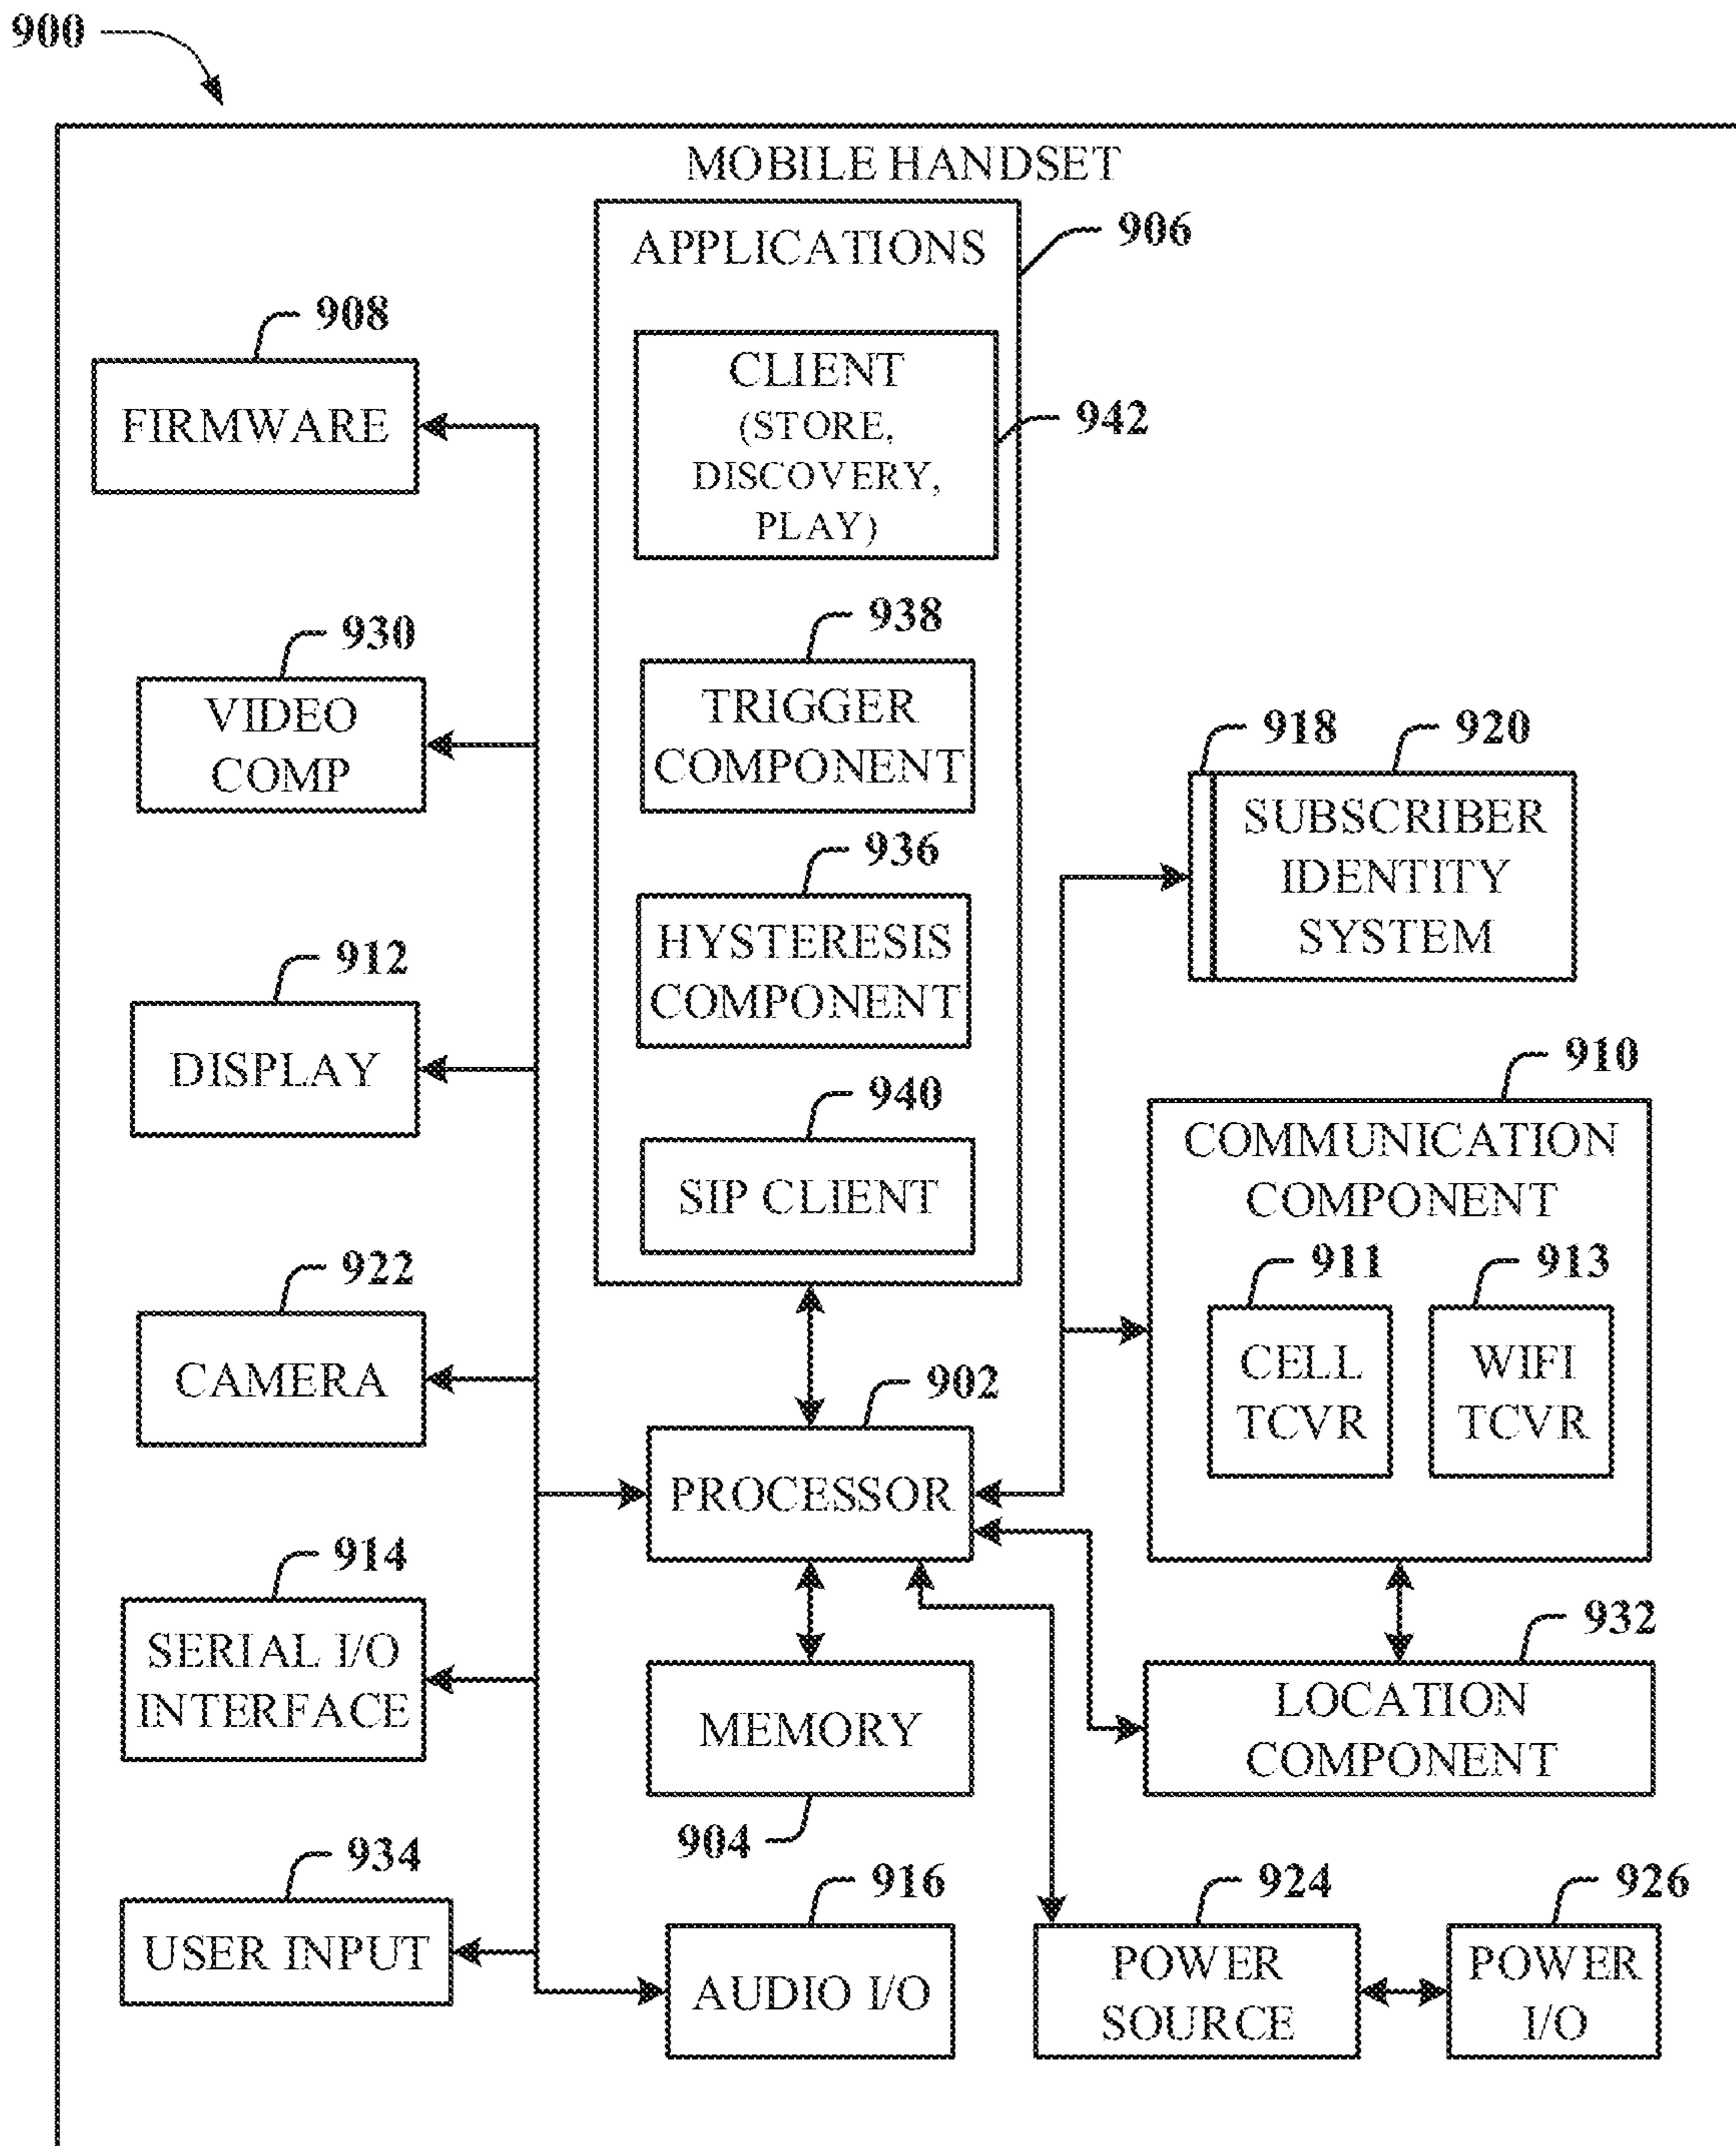 900
MOBILE HANDSET
APPLICATIONS
906
CLIENT
(STORE,
DISCOVERY,
PLAY)
942
908
FIRMWARE
938
TRIGGER
COMPONENT
930
VIDEO
COMP
918
920
SUBSCRIBER
IDENTITY
SYSTEM
936
HYSTERESIS
COMPONENT
912
DISPLAY
940
SIP CLIENT
910
COMMUNICATION
COMPONENT
911
CELL
TCVR
913
WIFI
TCVR
922
CAMERA
902
PROCESSOR
914
SERIAL I/O
INTERFACE
MEMORY
904
932
LOCATION
COMPONENT
934
USER INPUT
916
AUDIO I/O
924
POWER
SOURCE
926
POWER
I/O